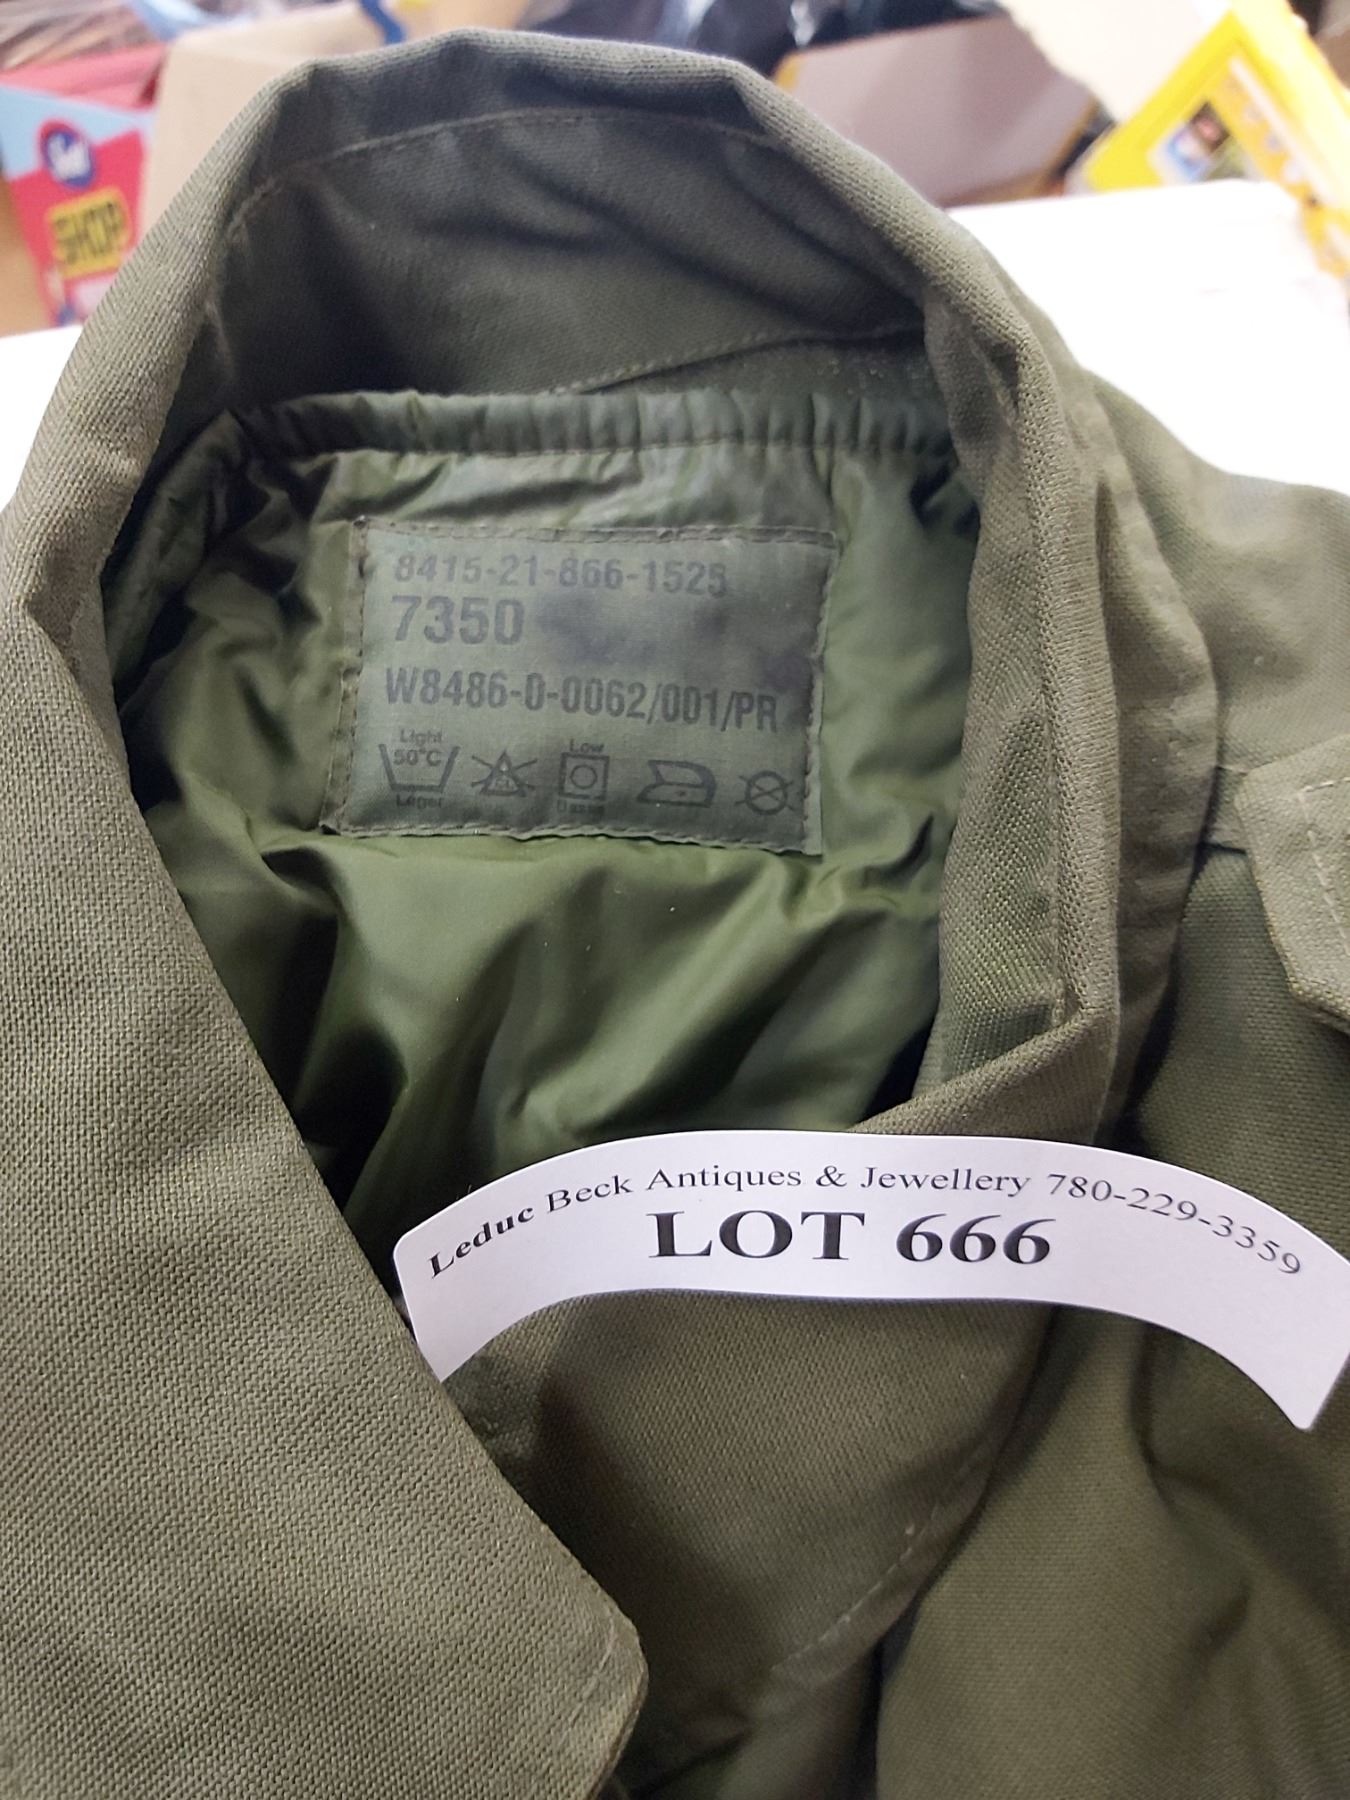 SHOP
8415-21-866-1525
7350
W8486-0-0062/001/PR
Light
50°C
Léger
Low
Leduc Beck Antiques & Jewellery 780-229-3359
LOT 666